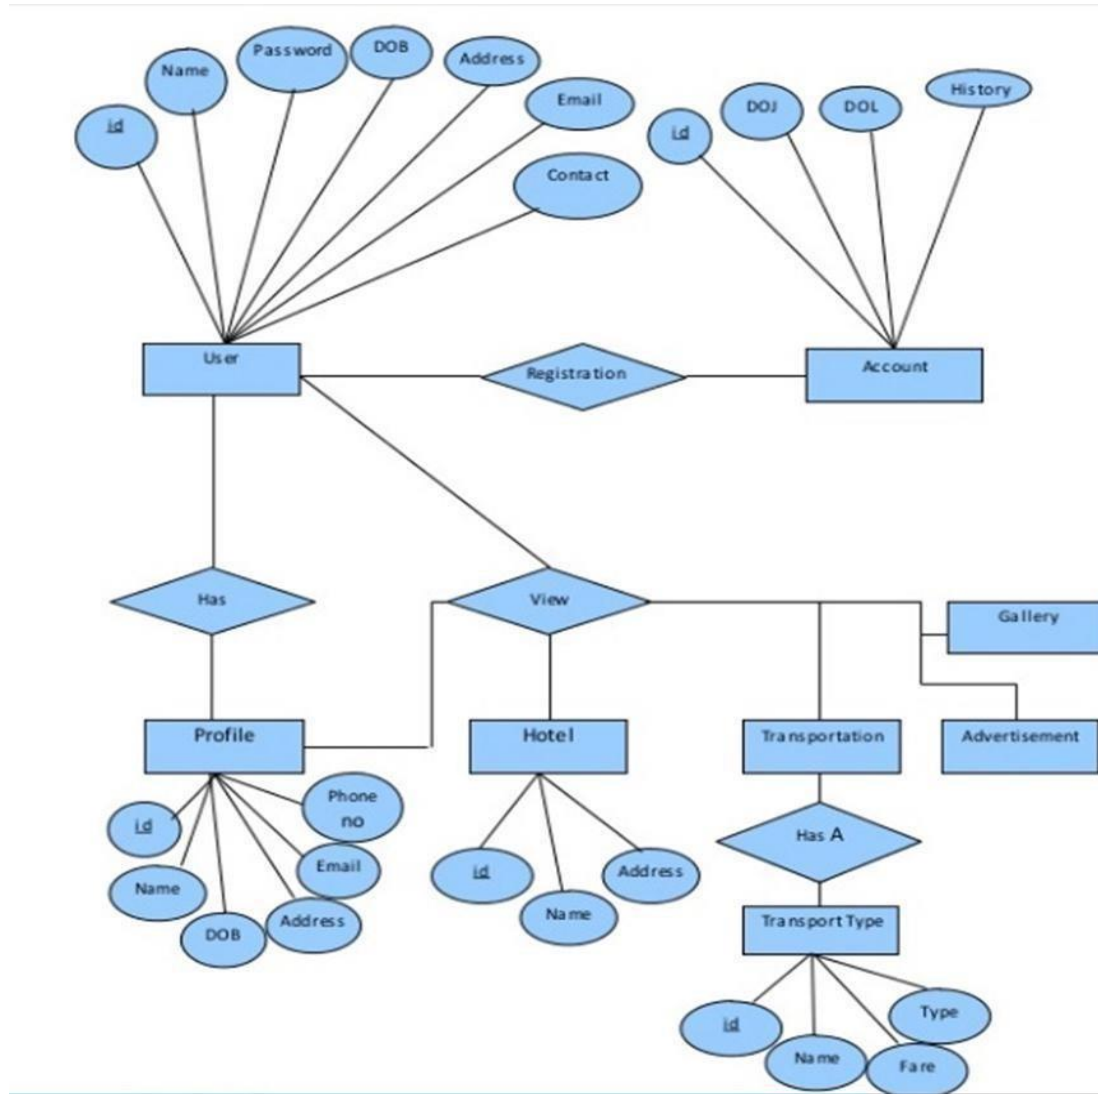 id
Name
Password
DOB
Address
Email
Contact
id
DOJ
DOL
History
User
Registration
Account
Has
View
Gallery
Profile
Hotel
Transportation
Advertisement
id
Name
DOB
Address
Email
Phone
no
id
Name
Address
Has A
Transport Type
id
Name
Fare
Type